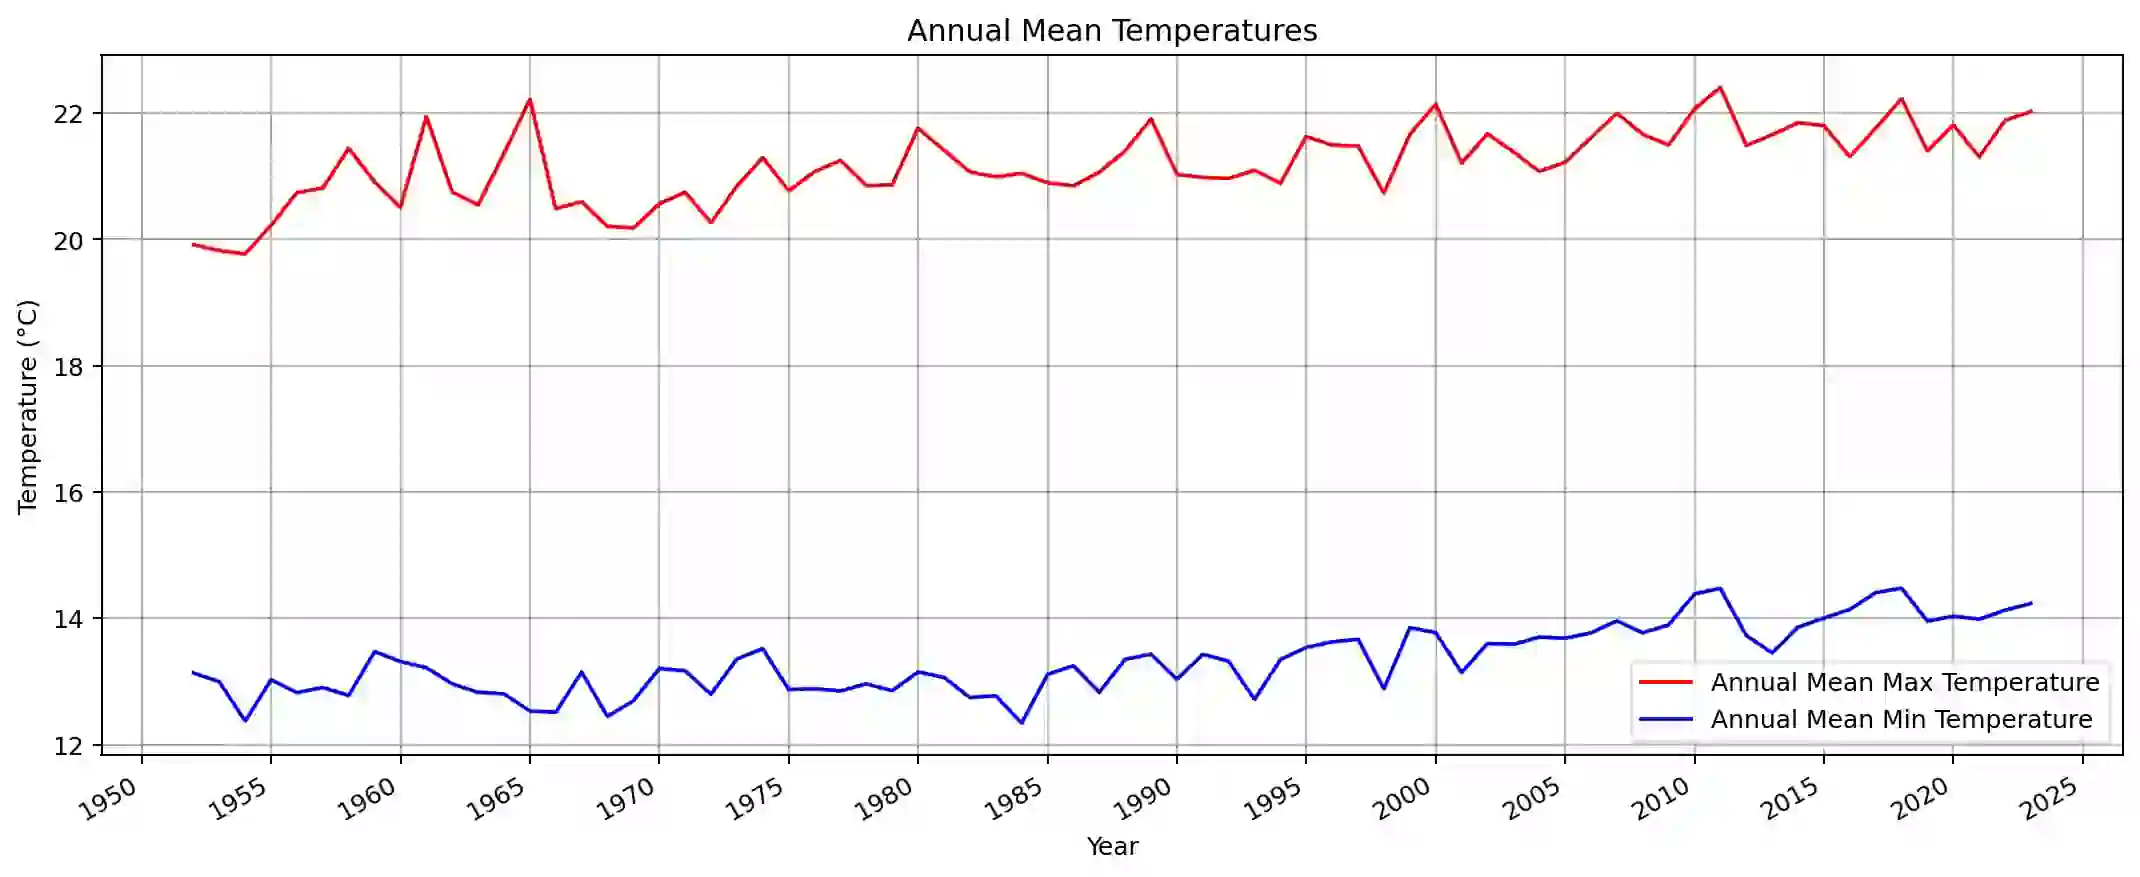 Annual Mean Temperatures
Temperature (°C)
22
20
18
16
14
12
Annual Mean Max Temperature
Annual Mean Min Temperature
1950 1955 1960 1965 1970 1975 1980 1985 1990 1995 2000 2005 2010 2015 2020 2025
Year